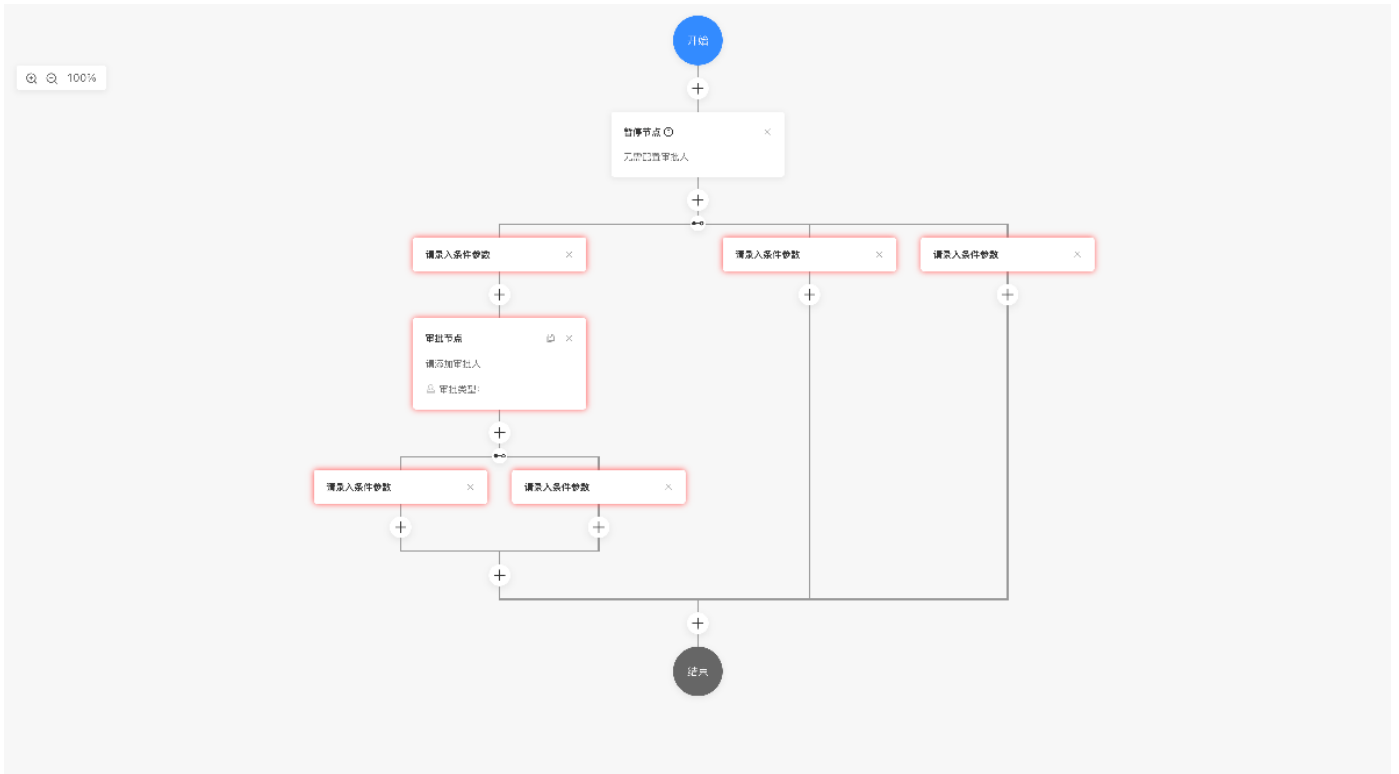 开始
100%
暂停节点
无需配置审批人
请录入条件参数
请录入条件参数
请录入条件参数
审批节点
请添加审批人
审批类型:
请录入条件参数
请录入条件参数
结束